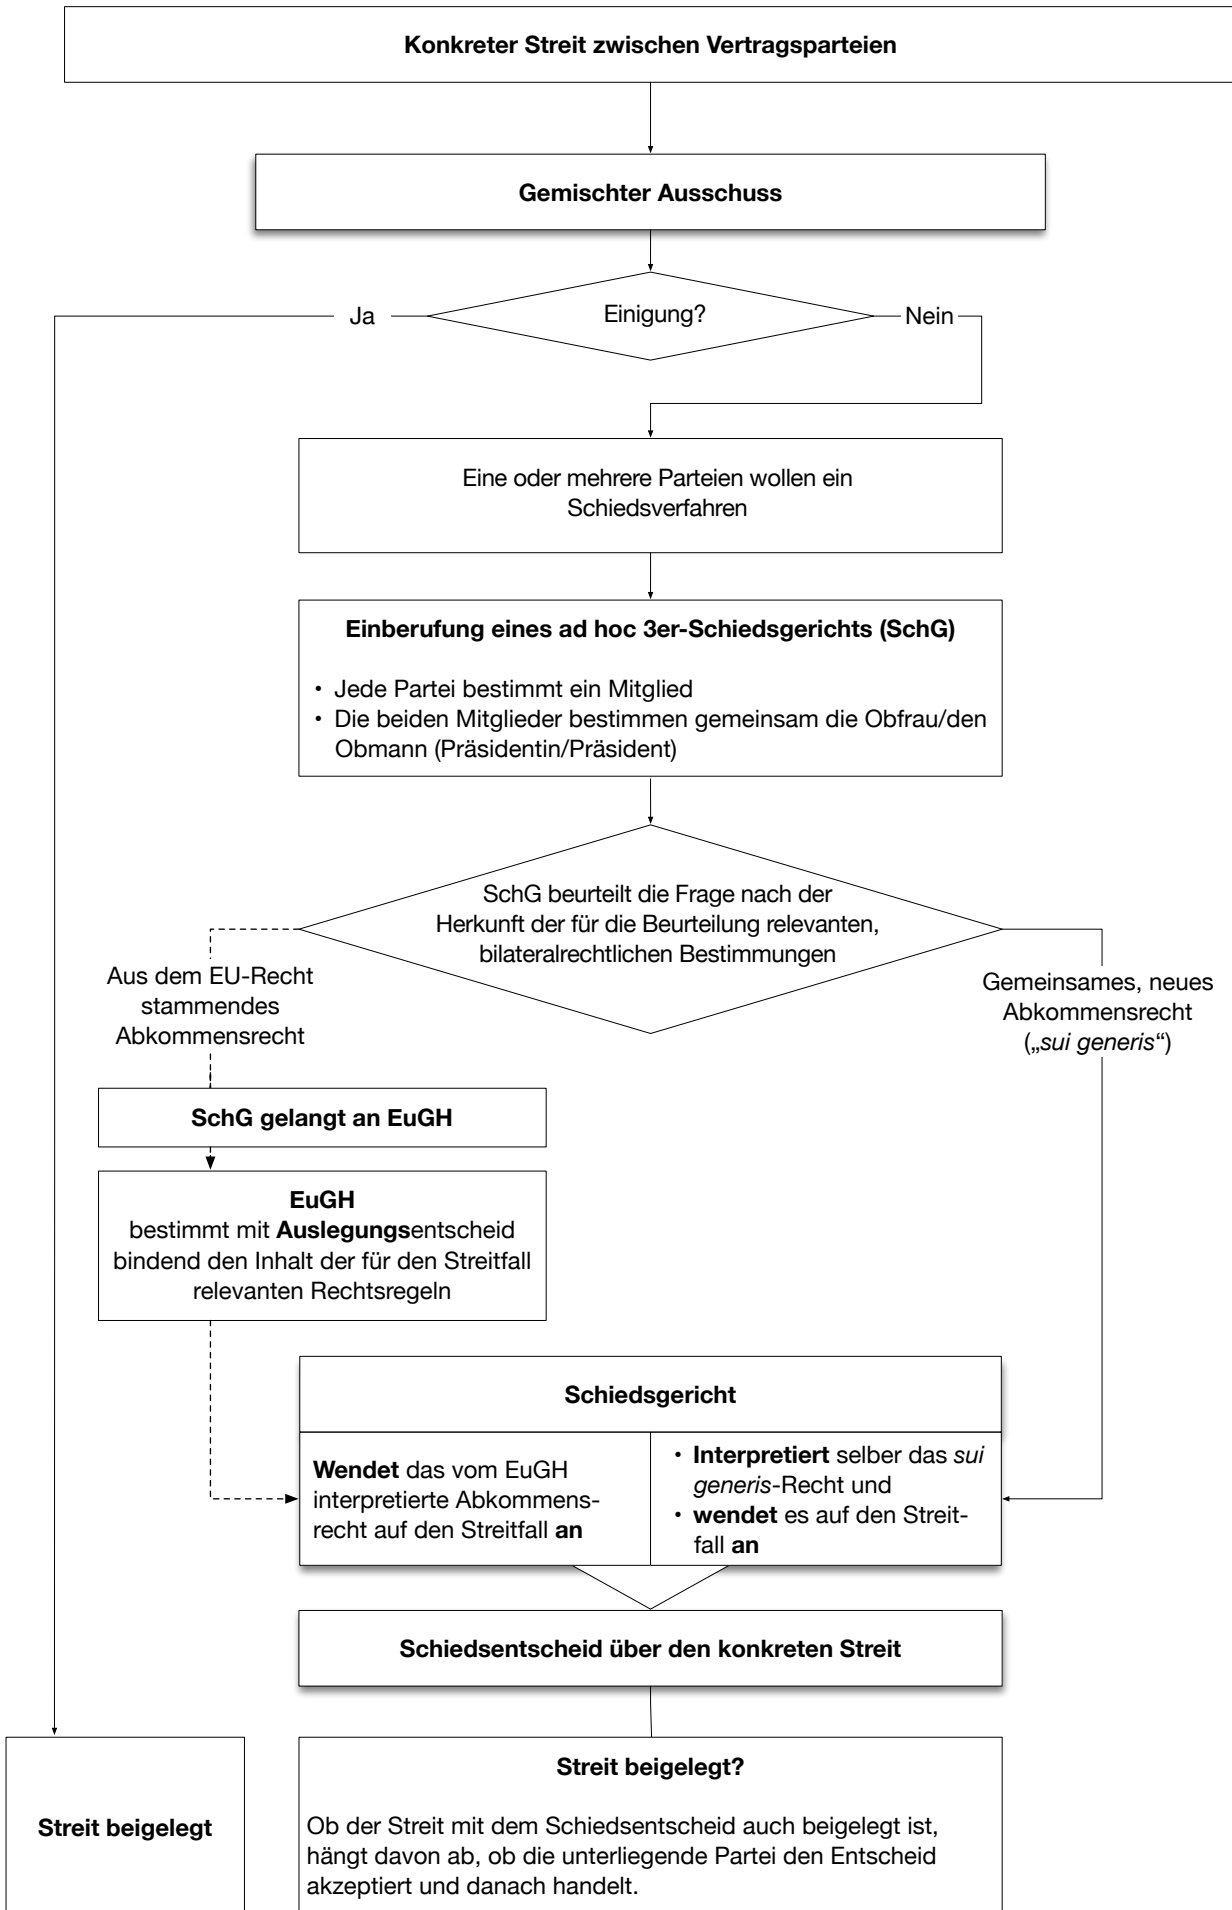 Konkreter Streit zwischen Vertragsparteien
Gemischter Ausschuss
Ja
Einigung?
Nein
Eine oder mehrere Parteien wollen ein
Schiedsverfahren
Einberufung eines ad hoc 3er-Schiedsgerichts (SchG)
• Jede Partei bestimmt ein Mitglied
• Die beiden Mitglieder bestimmen gemeinsam die Obfrau/den
Obmann (Präsidentin/Präsident)
SchG beurteilt die Frage nach der
Herkunft der für die Beurteilung relevanten,
bilateralrechtlichen Bestimmungen
Aus dem EU-Recht
stammendes
Abkommensrecht
Gemeinsames, neues
Abkommensrecht
(„sui generis“)
SchG gelangt an EuGH
EuGH
bestimmt mit Auslegungsentscheid
bindend den Inhalt der für den Streitfall
relevanten Rechtsregeln
Schiedsgericht
Wendet das vom EuGH
interpretierte Abkommens-
recht auf den Streitfall an
• Interpretiert selber das sui
generis-Recht und
• wendet es auf den Streit-
fall an
Schiedsentscheid über den konkreten Streit
Streit beigelegt
Streit beigelegt?
Ob der Streit mit dem Schiedsentscheid auch beigelegt ist,
hängt davon ab, ob die unterliegende Partei den Entscheid
akzeptiert und danach handelt.